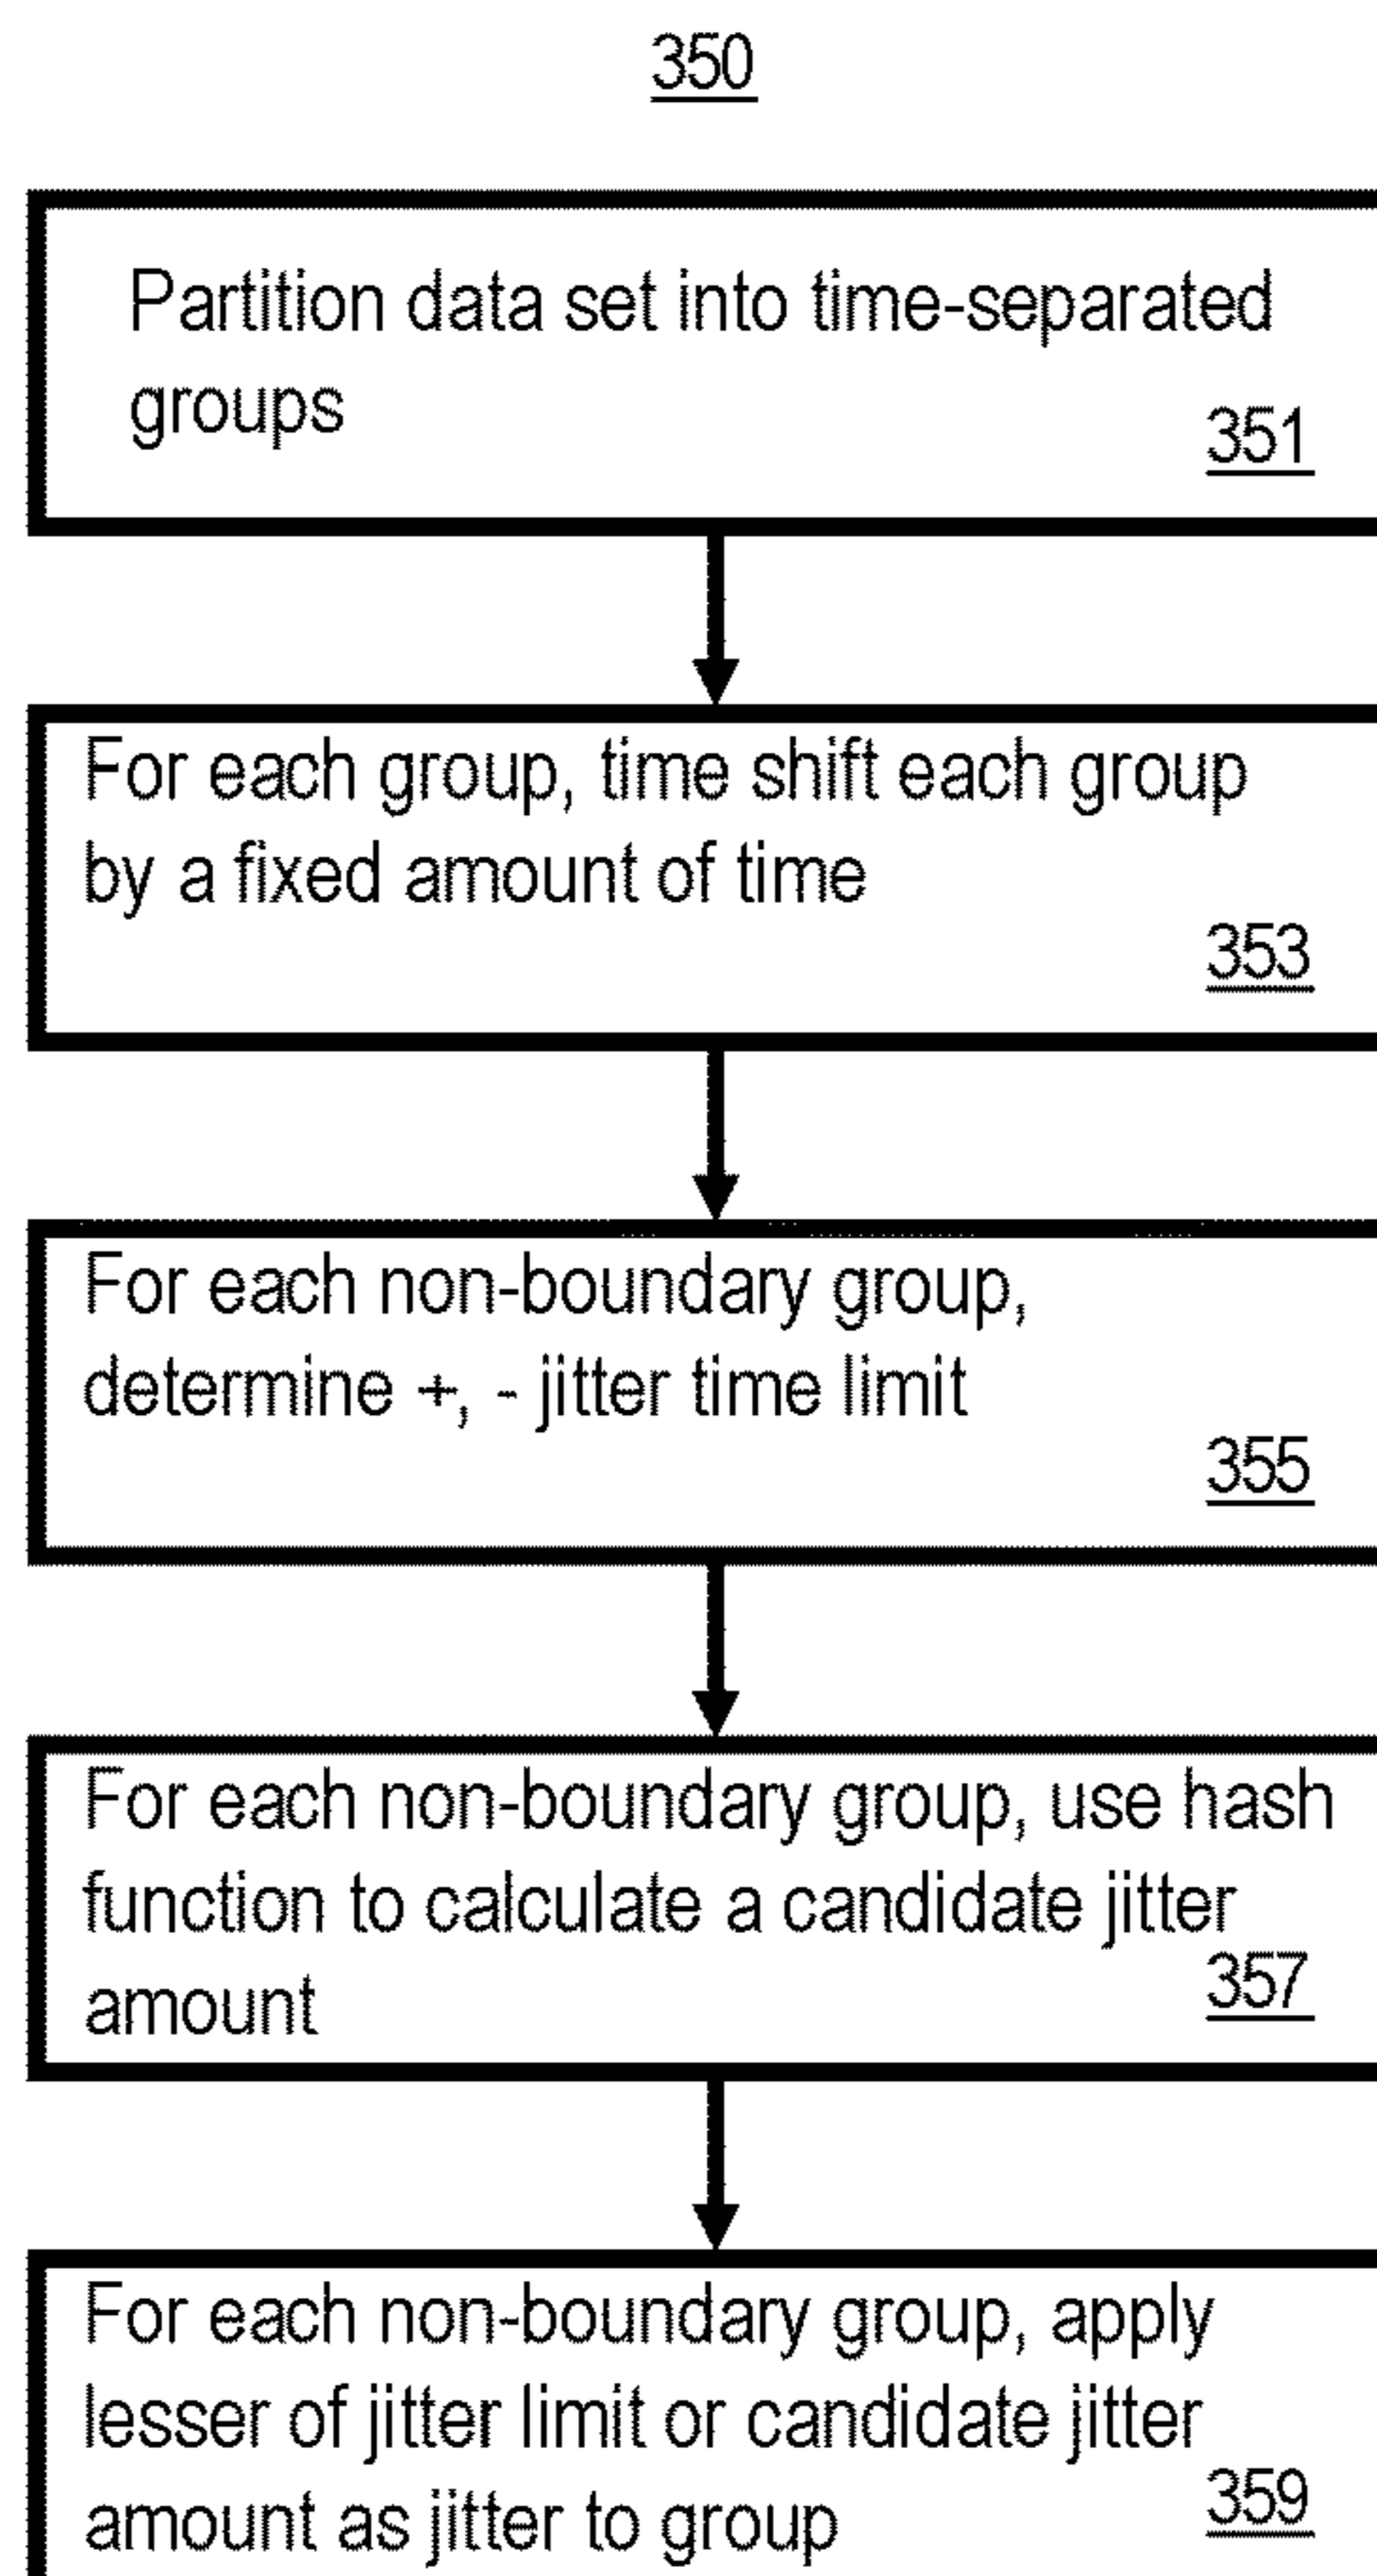 350
Partition data set into time-separated
groups
351
For each group, time shift each group
by a fixed amount of time
353
For each non-boundary group,
determine +, - jitter time limit
355
For each non-boundary group, use hash
function to calculate a candidate jitter
amount
357
For each non-boundary group, apply
lesser of jitter limit or candidate jitter
amount as jitter to group
359